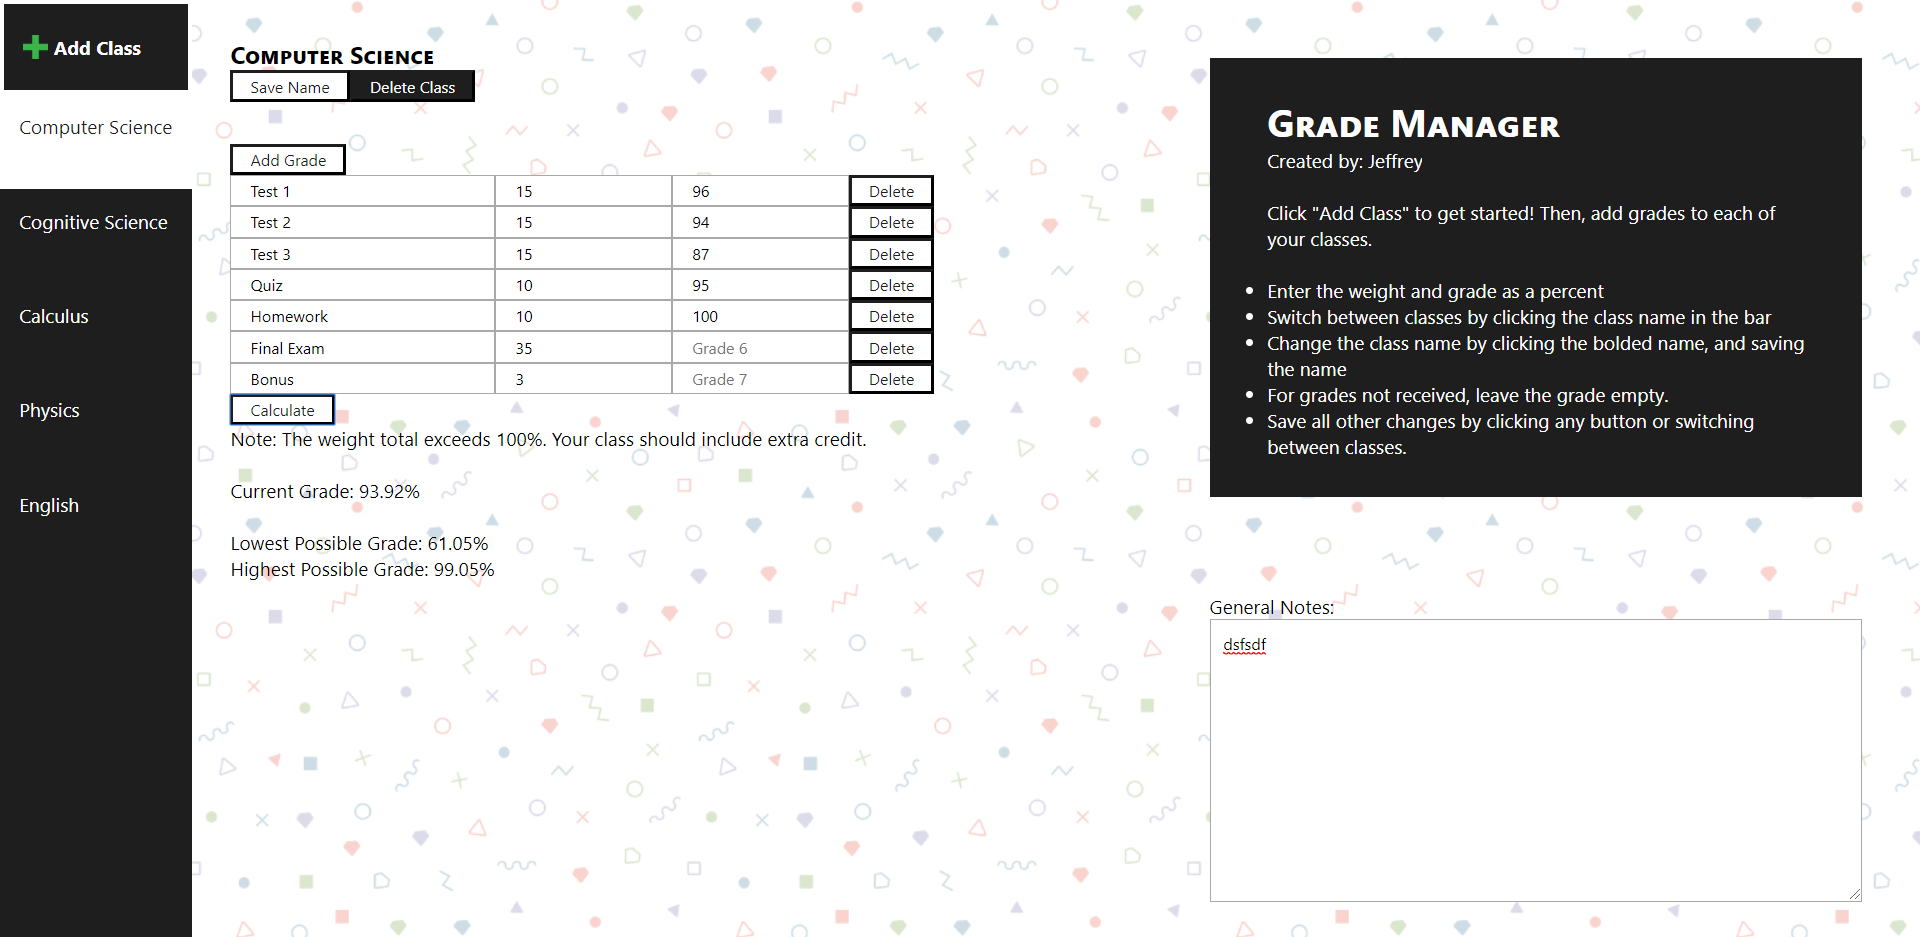 Add Class
Computer Science
Cognitive Science
Calculus
Physics
English
Computer Science
Save Name Delete Class
Add Grade
Test 1 15 96 Delete
Test 2 15 94 Delete
Test 3 15 87 Delete
Quiz 10 95 Delete
Homework 10 100 Delete
Final Exam 35 Grade 6 Delete
Bonus 3 Grade 7 Delete
Calculate
Note: The weight total exceeds 100%. Your class should include extra credit.
Current Grade: 93.92%
Lowest Possible Grade: 61.05%
Highest Possible Grade: 99.05%
Grade Manager
Created by: Jeffrey
Click "Add Class" to get started! Then, add grades to each of
your classes.
• Enter the weight and grade as a percent
• Switch between classes by clicking the class name in the bar
• Change the class name by clicking the bolded name, and saving
the name
• For grades not received, leave the grade empty.
• Save all other changes by clicking any button or switching
between classes.
General Notes:
dsfsdf